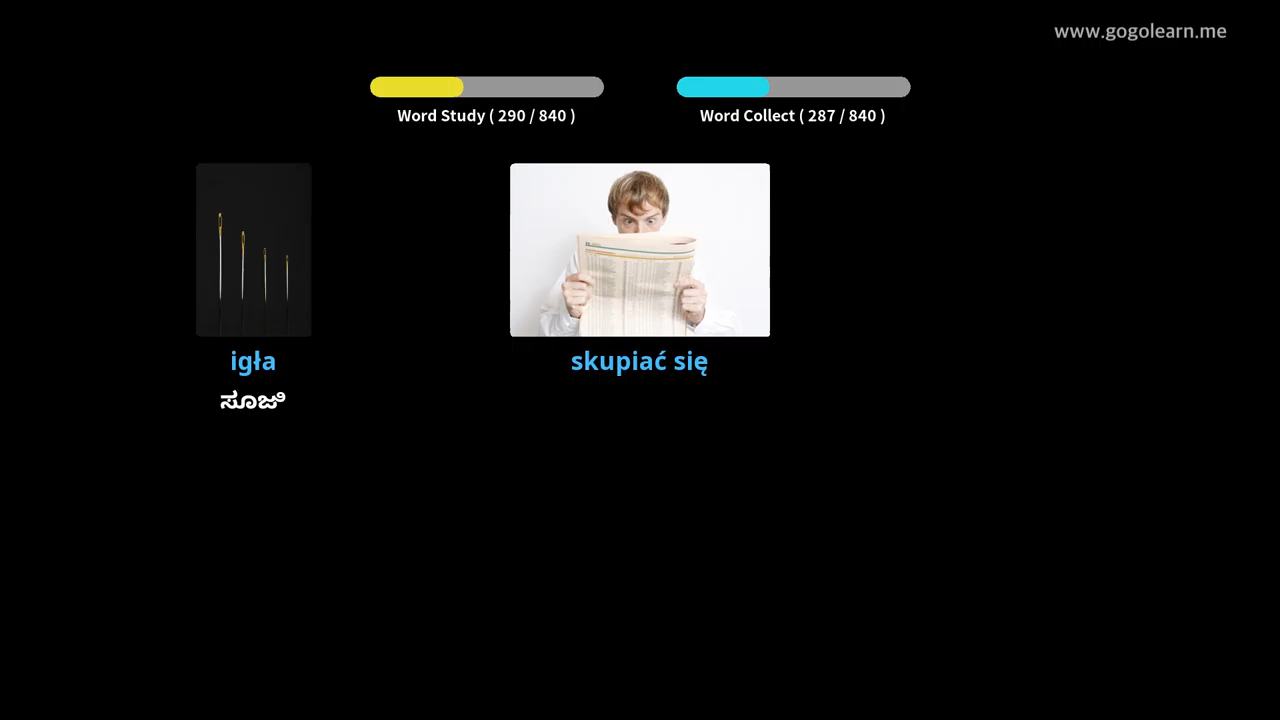 www.gogolearn.me
Word Study ( 290 / 840 )
Word Collect ( 287 / 840 )
igła
skupiać się
ಸೂಜಿ